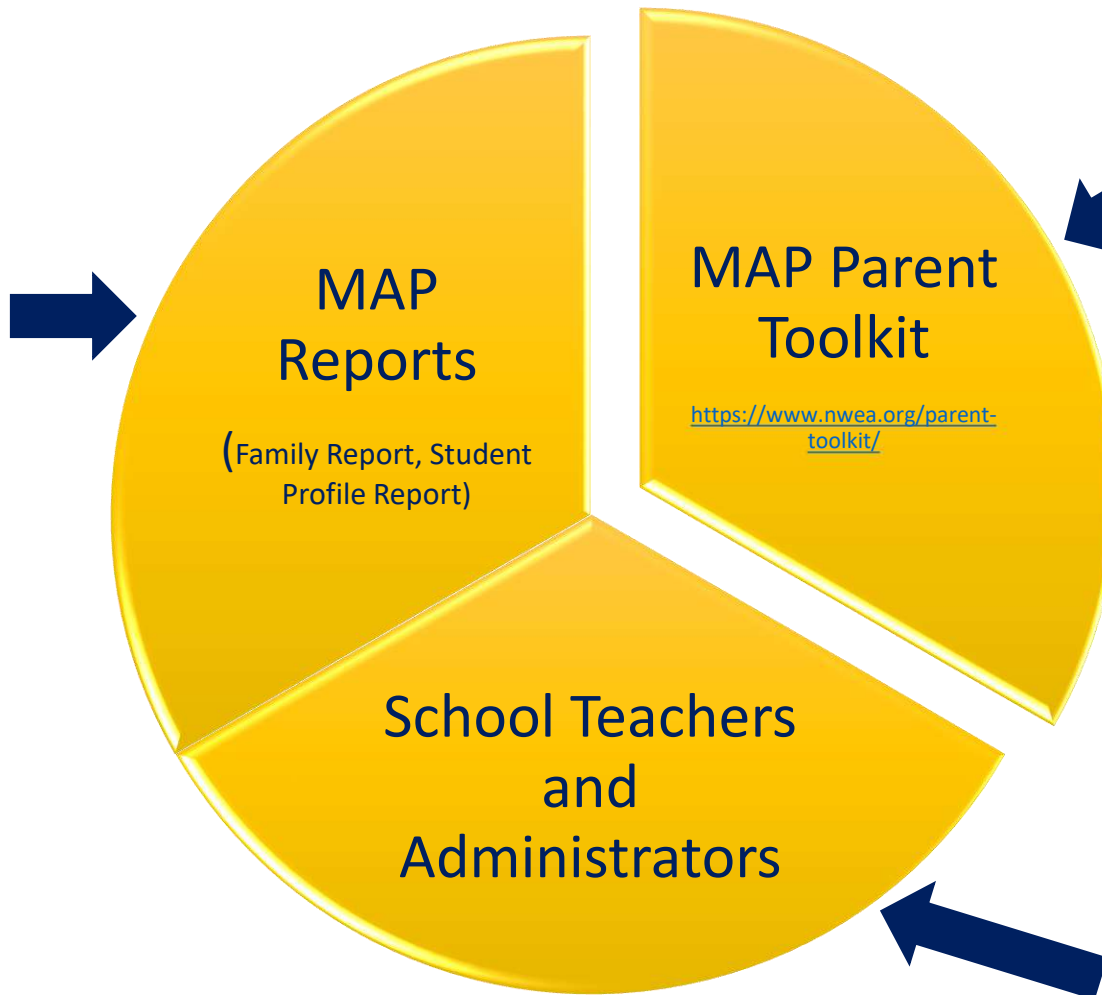 MAP
Reports
(Family Report, Student
Profile Report)
MAP Parent
Toolkit
https://www.nwea.org/parent-
toolkit/
School Teachers
and
Administrators